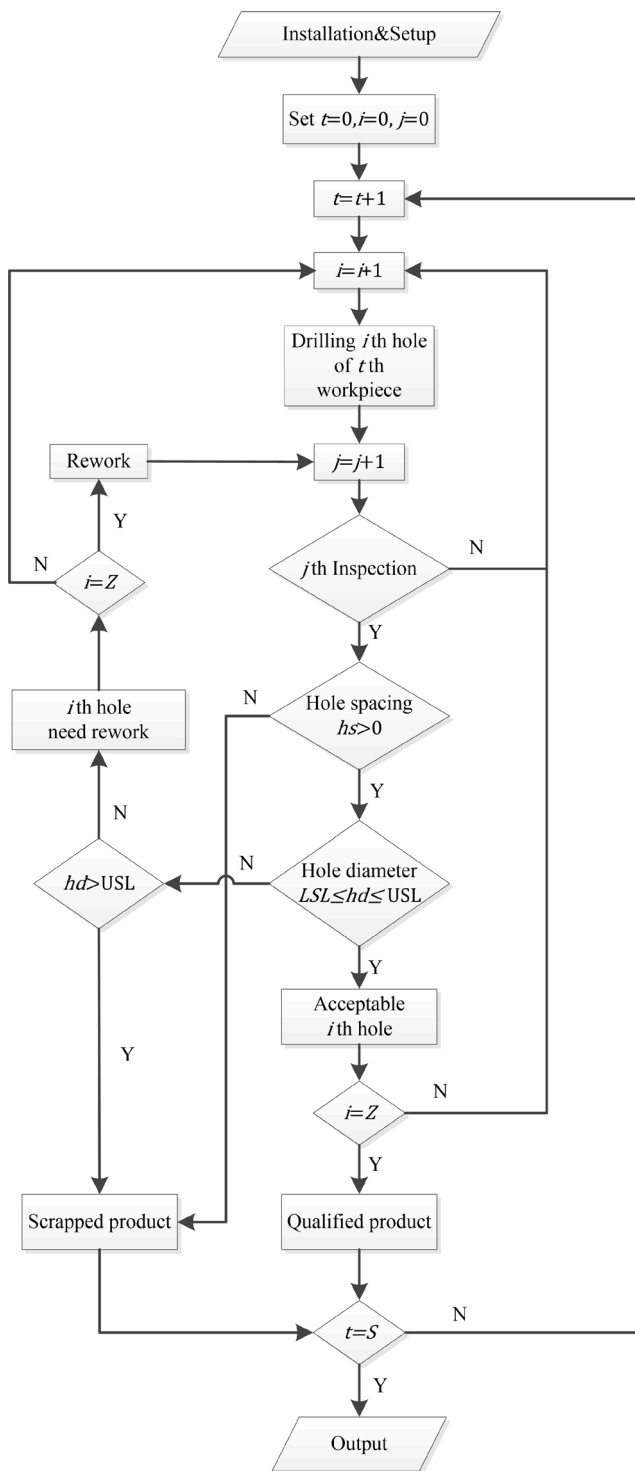 Installation&Setup
Set t=0,i=0, j=0
t=t+1
i=i+1
Drilling i th hole
of t th
workpiece
Rework
j=j+1
Y
N
i=Z
j th Inspection
N
Y
i th hole
need rework
N
Hole spacing
hs>0
N
Y
hd>USL
N
Hole diameter
LSL≤hd≤ USL
Y
Acceptable
i th hole
Y
i=Z
N
Y
Scrapped product
Qualified product
t=S
N
Y
Output